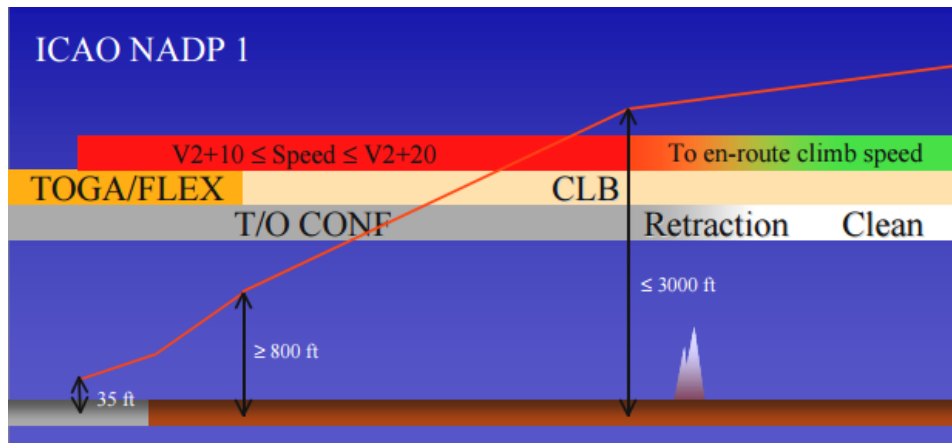 ICAO NADP 1
V2+10 ≤ Speed ≤ V2+20
To en-route climb speed
TOGA/FLEX
CLB
T/O CONF
Retraction
Clean
≤ 3000 ft
≥ 800 ft
35 ft